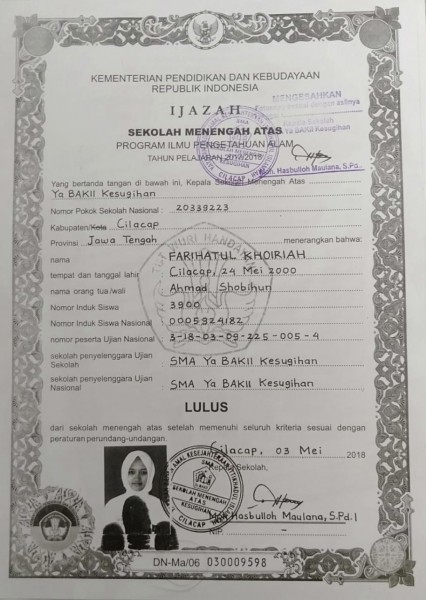 KEMENTERIAN PENDIDIKAN DAN KEBUDAYAAN
REPUBLIK INDONESIA
IJAZAH
SEKOLAH MENENGAH ATAS
PROGRAM ILMU PENGETAHUAN ALAM
TAHUN PELAJARAN 2017/2018
MENGESAHKAN
Kepala Sekolah
SMA Ya BAKII Kesugihan
Moh. Hasbulloh Maulana, S.Pd.
CILACAP
Yang bertanda tangan di bawah ini, Kepala Sekolah Menengah Atas
Ya BAKII Kesugihan
Nomor Pokok Sekolah Nasional : 20339223
Kabupaten/Kota Cilacap
Provinsi Jawa Tengah menerangkan bahwa:
nama FARIHATUL KHOIRIAH
tempat dan tanggal lahir Cilacap, 24 Mei 2000
nama orang tua/wali Ahmad Shobihun
Nomor Induk Siswa 3900
Nomor Induk Siswa Nasional 0005924182
nomor peserta Ujian Nasional 3-18-03-09-225-005-4
sekolah penyelenggara Ujian Sekolah : SMA Ya BAKII Kesugihan
sekolah penyelenggara Ujian Nasional : SMA Ya BAKII Kesugihan
TUT WURI HANDAYANI
LULUS
dari sekolah menengah atas setelah memenuhi seluruh kriteria sesuai dengan
peraturan perundang-undangan.
Cilacap, 03 Mei 2018
Kepala Sekolah,
SMA
SEKOLAH MENENGAH
ATAS
KESUGIHAN
CILACAP
Moh. Hasbulloh Maulana, S.Pd.I
NIP. -
DN-Ma/06 030009598